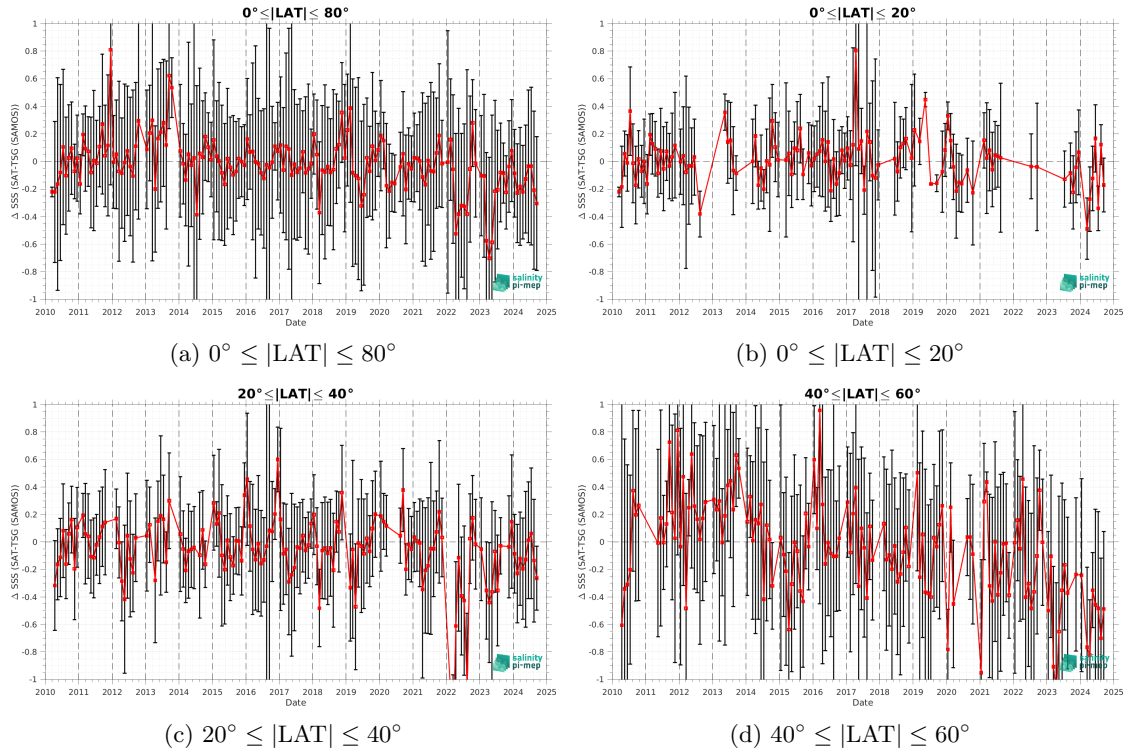 0°≤|LAT|≤ 80°
Δ SSS (SAT-TSG (SAMOS))
1
0.8
0.6
0.4
0.2
0
-0.2
-0.4
-0.6
-0.8
-1
2010 2011 2012 2013 2014 2015 2016 2017 2018 2019 2020 2021 2022 2023 2024 2025
Date
salinity
pi-mep
(a) 0° ≤ |LAT| ≤ 80°
0°≤|LAT|≤ 20°
Δ SSS (SAT-TSG (SAMOS))
1
0.8
0.6
0.4
0.2
0
-0.2
-0.4
-0.6
-0.8
-1
2010 2011 2012 2013 2014 2015 2016 2017 2018 2019 2020 2021 2022 2023 2024 2025
Date
salinity
pi-mep
(b) 0° ≤ |LAT| ≤ 20°
20°≤|LAT|≤ 40°
Δ SSS (SAT-TSG (SAMOS))
1
0.8
0.6
0.4
0.2
0
-0.2
-0.4
-0.6
-0.8
-1
2010 2011 2012 2013 2014 2015 2016 2017 2018 2019 2020 2021 2022 2023 2024 2025
Date
salinity
pi-mep
(c) 20° ≤ |LAT| ≤ 40°
40°≤|LAT|≤ 60°
Δ SSS (SAT-TSG (SAMOS))
1
0.8
0.6
0.4
0.2
0
-0.2
-0.4
-0.6
-0.8
-1
2010 2011 2012 2013 2014 2015 2016 2017 2018 2019 2020 2021 2022 2023 2024 2025
Date
salinity
pi-mep
(d) 40° ≤ |LAT| ≤ 60°